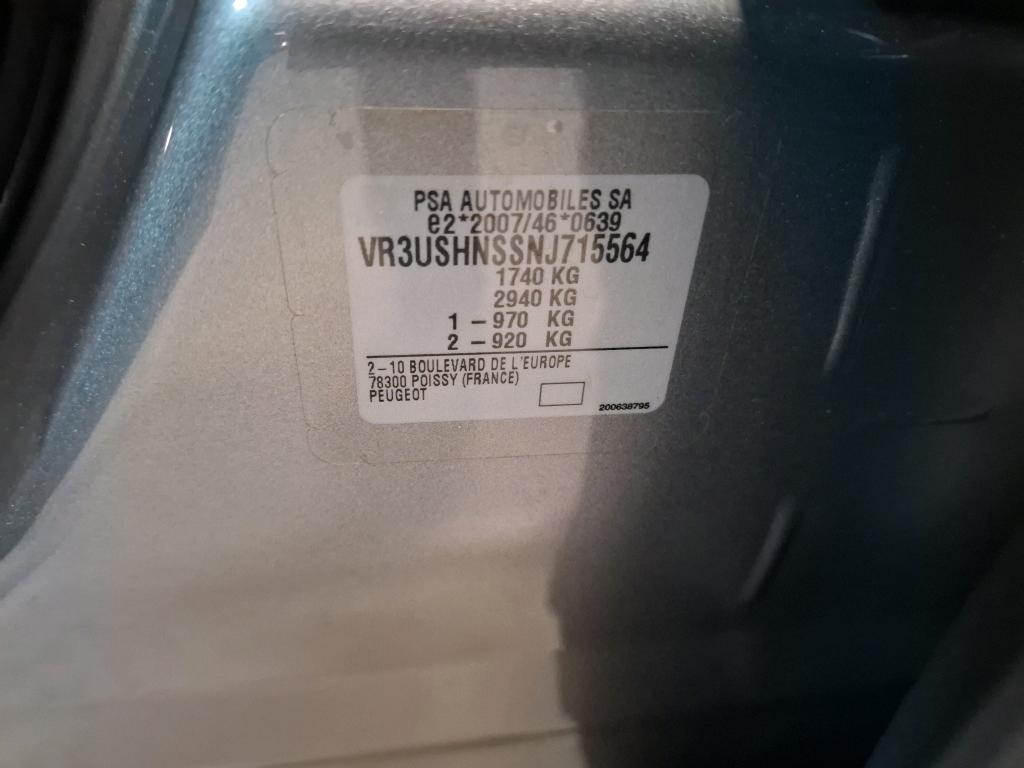 PSA AUTOMOBILES SA
e2*2007/46*0639
VR3USHNSSNJ715564
1740 KG
2940 KG
1 – 970 KG
2 – 920 KG
2–10 BOULEVARD DE L'EUROPE
78300 POISSY (FRANCE)
PEUGEOT
200638795